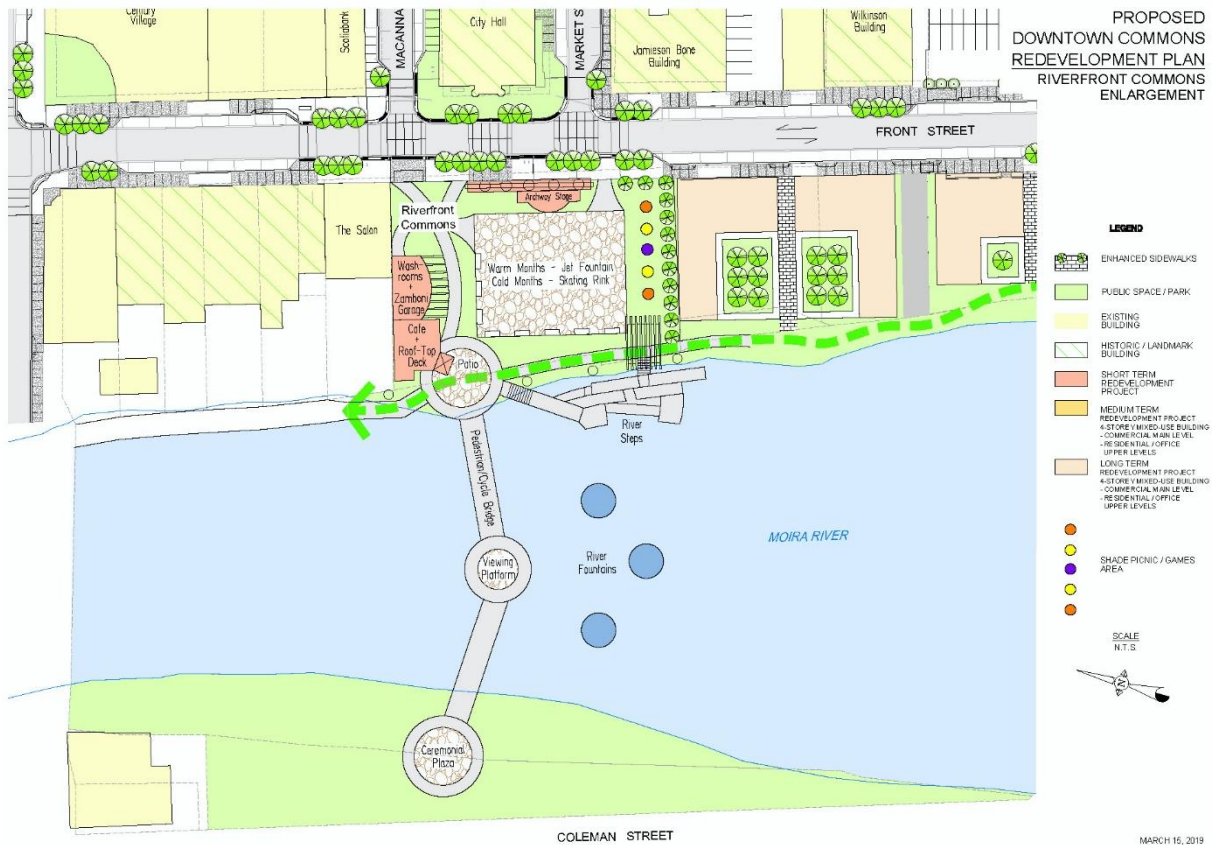 PROPOSED
DOWNTOWN COMMONS
REDEVELOPMENT PLAN
RIVERFRONT COMMONS
ENLARGEMENT
Century
Village
Scotiabank
MACANNA
City Hall
MARKET S
Jamieson Bone
Building
Wilkinson
Building
FRONT STREET
The Salon
Riverfront
Commons
Archway Stage
Warm Months - Jet Fountain
Cold Months - Skating Rink
Wash-
rooms
+
Zamboni
Garage
Cafe
+
Roof-Top
Deck
Patio
River
Steps
Pedestrian/Cycle Bridge
Viewing
Platform
River
Fountains
MOIRA RIVER
Ceremonial
Plaza
COLEMAN STREET
LEGEND
ENHANCED SIDEWALKS
PUBLIC SPACE / PARK
EXISTING
BUILDING
HISTORIC / LANDMARK
BUILDING
SHORT TERM
REDEVELOPMENT
PROJECT
MEDIUM TERM
REDEVELOPMENT PROJECT
4-STOREY MIXED-USE BUILDING
- COMMERCIAL MAIN LEVEL
- RESIDENTIAL / OFFICE
UPPER LEVELS
LONG TERM
REDEVELOPMENT PROJECT
4-STOREY MIXED-USE BUILDING
- COMMERCIAL MAIN LEVEL
- RESIDENTIAL / OFFICE
UPPER LEVELS
SHADE PICNIC / GAMES
AREA
SCALE
N.T.S.
N
MARCH 15, 2019